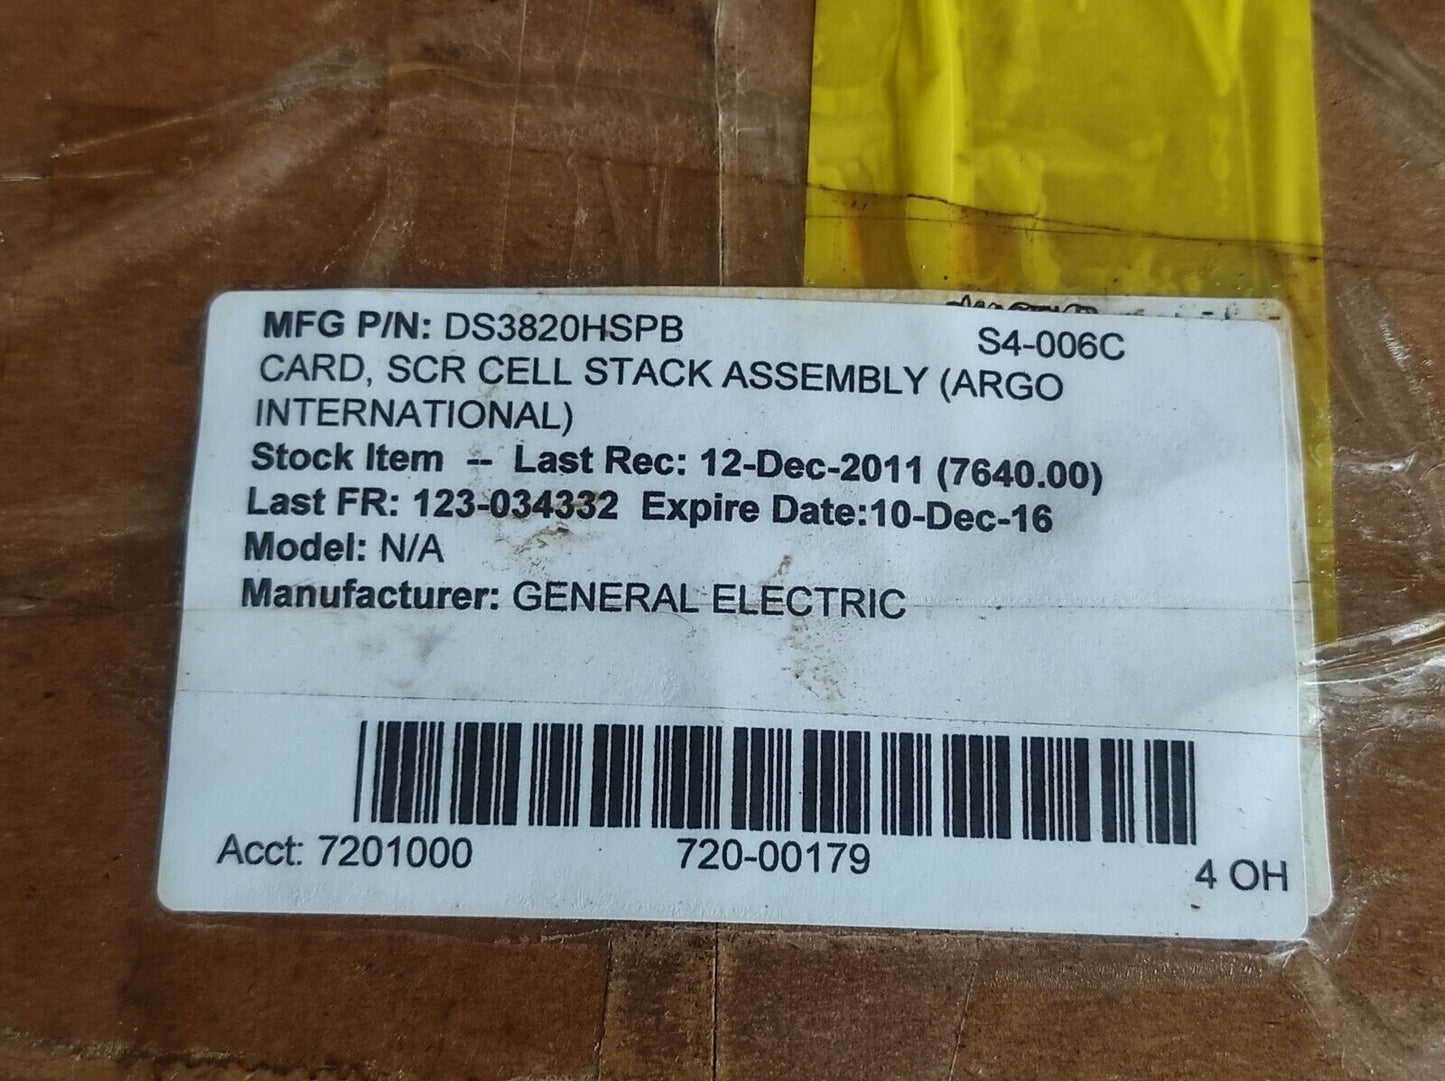 MFG P/N: DS3820HSPB S4-006C
CARD, SCR CELL STACK ASSEMBLY (ARGO
INTERNATIONAL)
Stock Item -- Last Rec: 12-Dec-2011 (7640.00)
Last FR: 123-034332 Expire Date:10-Dec-16
Model: N/A
Manufacturer: GENERAL ELECTRIC
Acct: 7201000 720-00179 4 OH